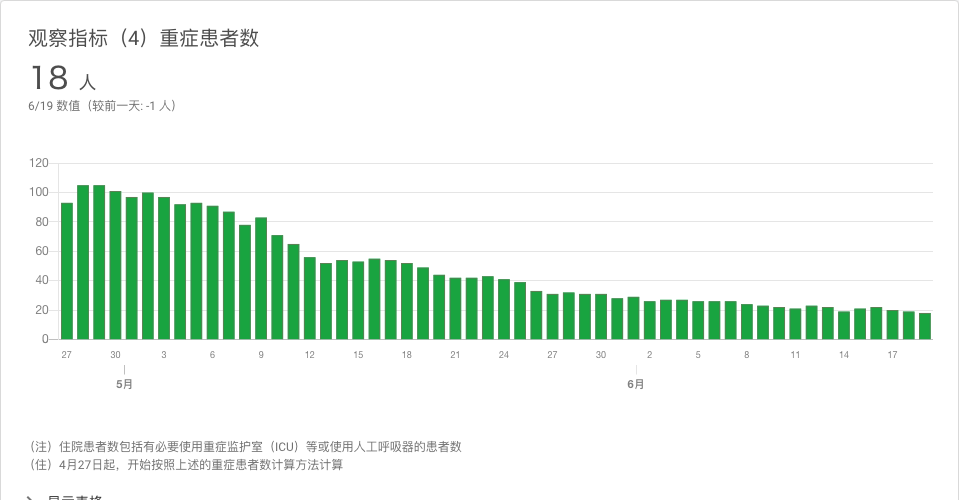 观察指标（4）重症患者数
18 人
6/19 数值（较前一天: -1 人）
120
100
80
60
40
20
0
27 30 3 6 9 12 15 18 21 24 27 30 2 5 8 11 14 17
5月 6月
（注）住院患者数包括有必要使用重症监护室（ICU）等或使用人工呼吸器的患者数
（住）4月27日起，开始按照上述的重症患者数计算方法计算
显示表格